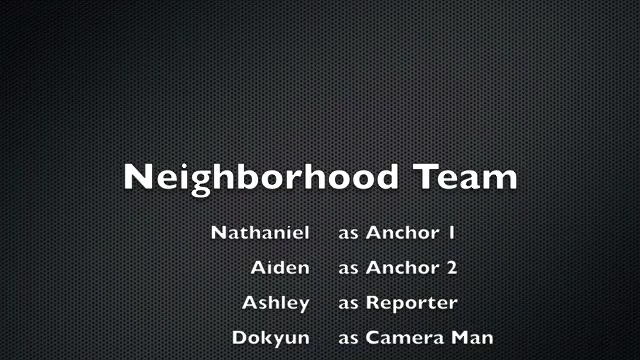 Neighborhood Team
Nathaniel as Anchor 1
Aiden as Anchor 2
Ashley as Reporter
Dokyun as Camera Man